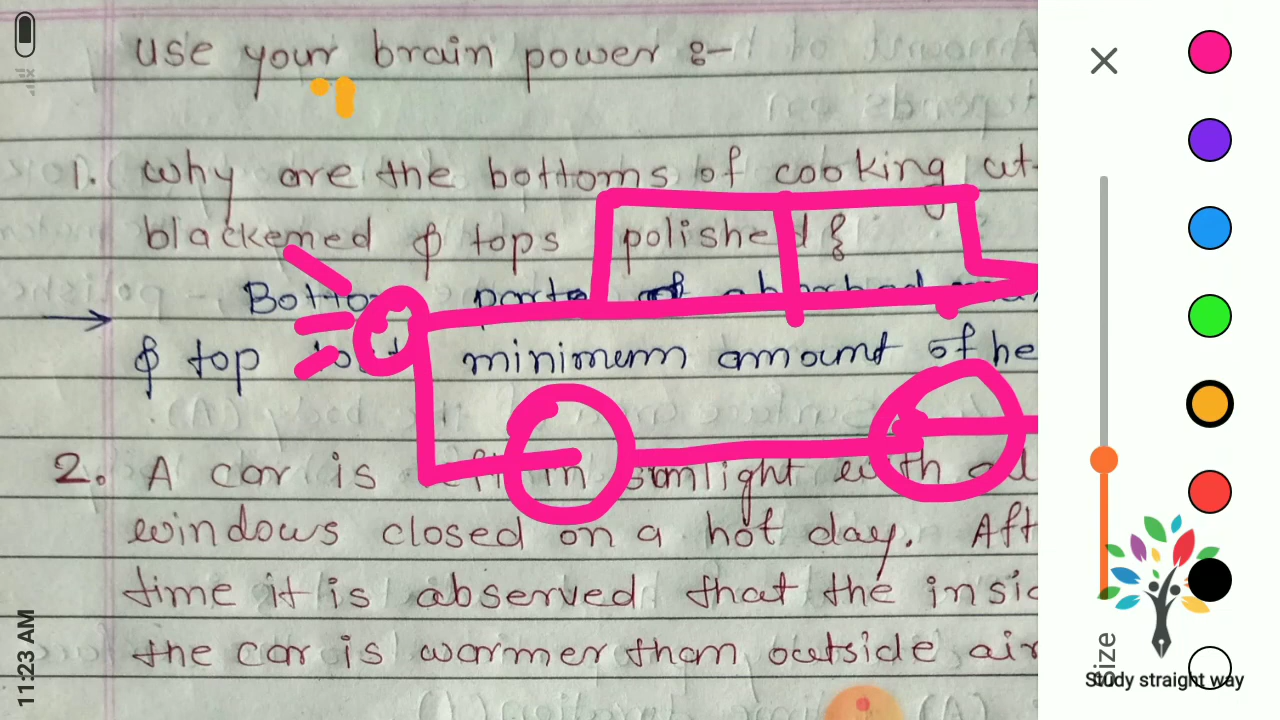 use your brain power :-
1. why are the bottoms of cooking ut-
blackened & tops polished
minimum amount of he
& top
2. A car is in sunlight with al
windows closed on a hot day. Aft
time it is observed that the insid
the car is warmer than outside air
11:23 AM
Size
Study straight way